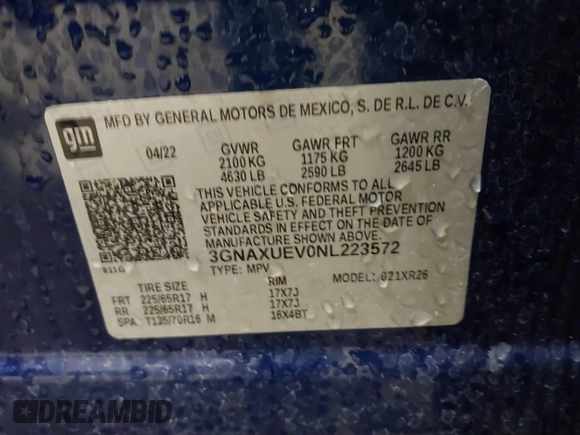 gm
MFD BY GENERAL MOTORS DE MEXICO, S. DE R.L. DE C.V.
04/22 GVWR GAWR FRT GAWR RR
2100 KG 1175 KG 1200 KG
4630 LB 2590 LB 2645 LB
THIS VEHICLE CONFORMS TO ALL
APPLICABLE U.S. FEDERAL MOTOR
VEHICLE SAFETY AND THEFT PREVENTION
STANDARDS IN EFFECT ON THE DATE OF
MANUFACTURE SHOWN ABOVE.
3GNAXUEV0NL223572
TYPE: MPV MODEL: 021XR26
611G
TIRE SIZE RIM
FRT 225/65R17 H 17X7J
RR 225/65R17 H 17X7J
SPA T135/70R16 M 16X4BT
DREAMBID